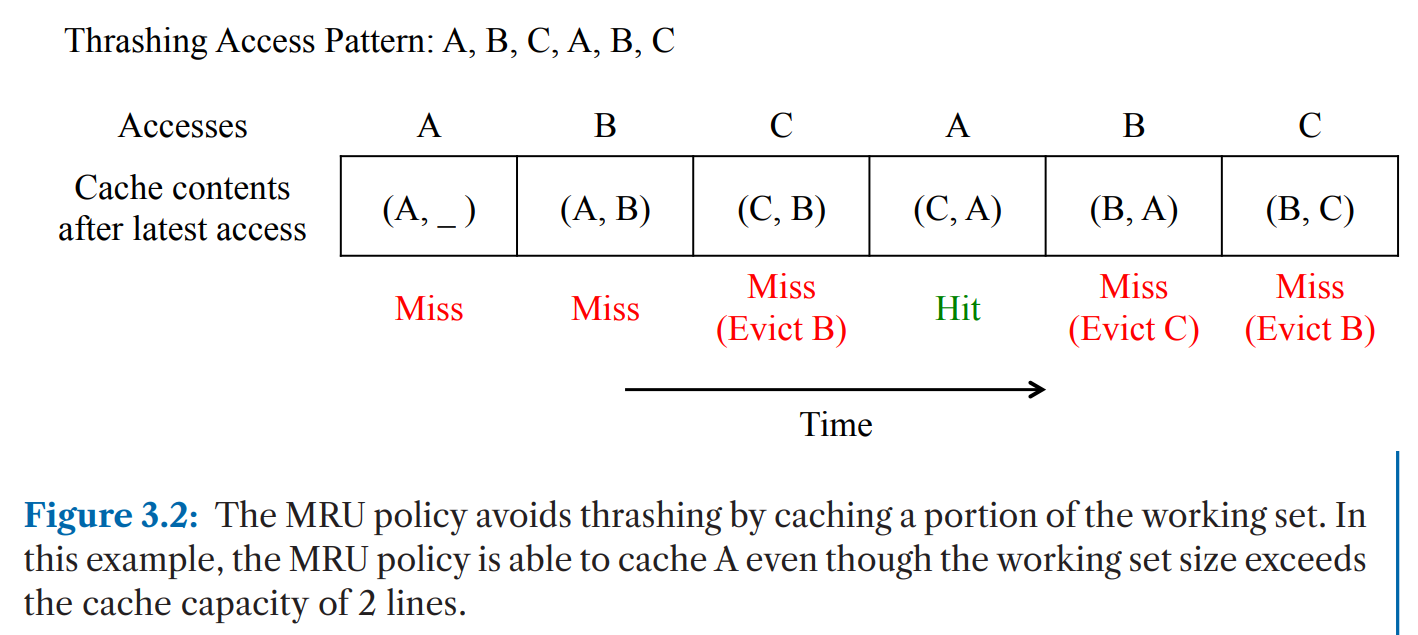 Thrashing Access Pattern: A, B, C, A, B, C
Accesses A B C A B C
Cache contents
after latest access
(A, _ ) (A, B) (C, B) (C, A) (B, A) (B, C)
Miss Miss Miss Hit Miss Miss
(Evict B) (Evict C) (Evict B)
Time
Figure 3.2: The MRU policy avoids thrashing by caching a portion of the working set. In
this example, the MRU policy is able to cache A even though the working set size exceeds
the cache capacity of 2 lines.